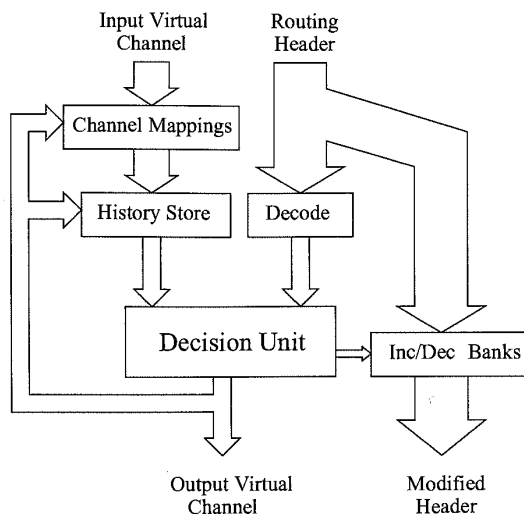 Input Virtual
Channel
Routing
Header
Channel Mappings
History Store
Decode
Decision Unit
Inc/Dec Banks
Output Virtual
Channel
Modified
Header